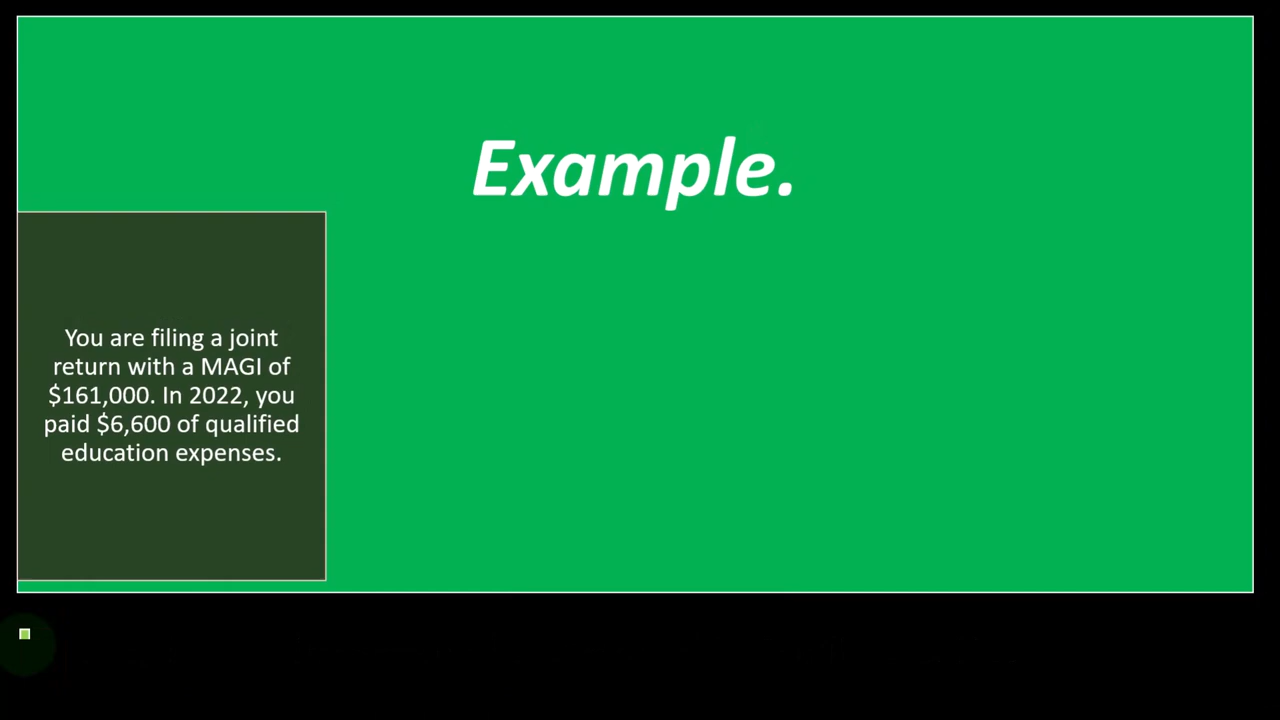 Example.
You are filing a joint
return with a MAGI of
$161,000. In 2022, you
paid $6,600 of qualified
education expenses.